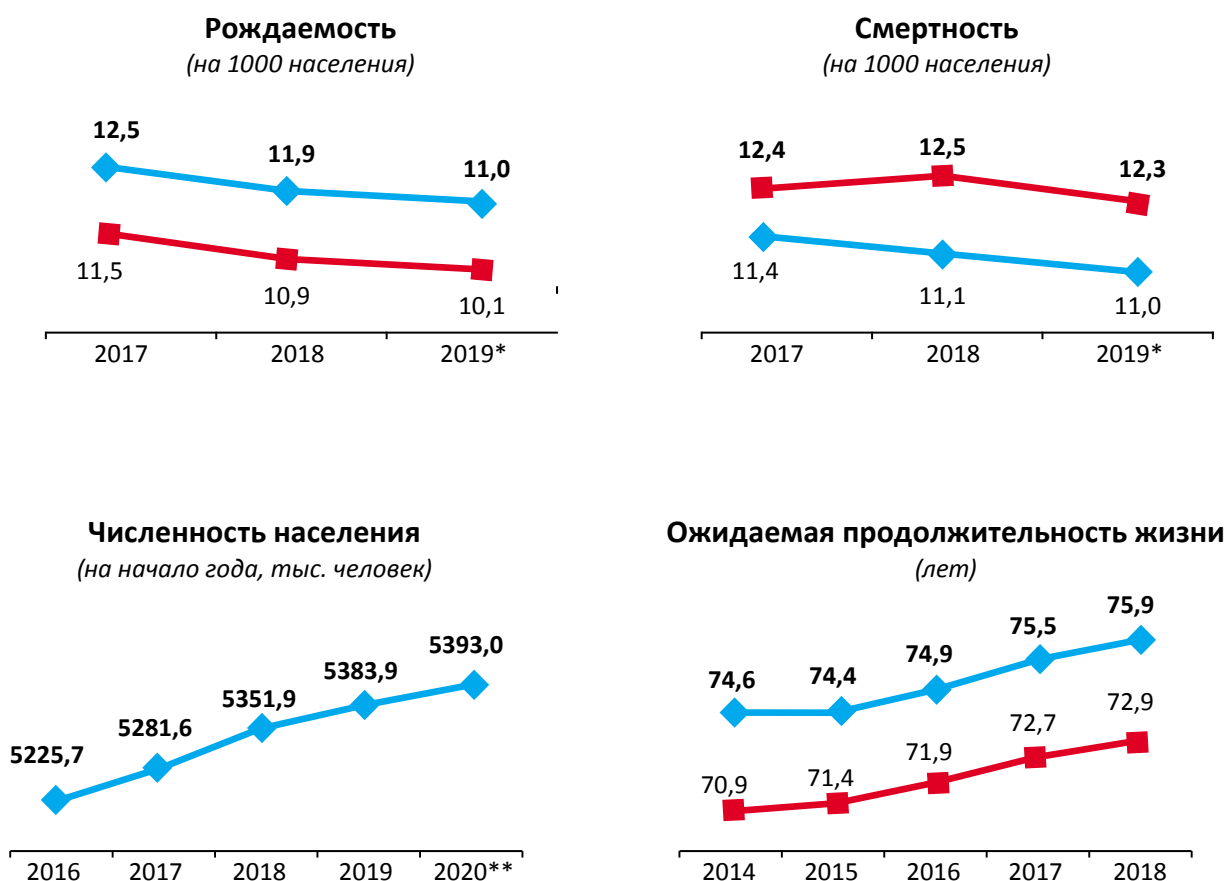 Рождаемость
(на 1000 населения)
12,5
11,9
11,0
11,5
10,9
10,1
2017 2018 2019*
Смертность
(на 1000 населения)
12,4
12,5
12,3
11,4
11,1
11,0
2017 2018 2019*
Численность населения
(на начало года, тыс. человек)
5225,7
5281,6
5351,9
5383,9
5393,0
2016 2017 2018 2019 2020**
Ожидаемая продолжительность жизни
(лет)
74,6
74,4
74,9
75,5
75,9
70,9
71,4
71,9
72,7
72,9
2014 2015 2016 2017 2018